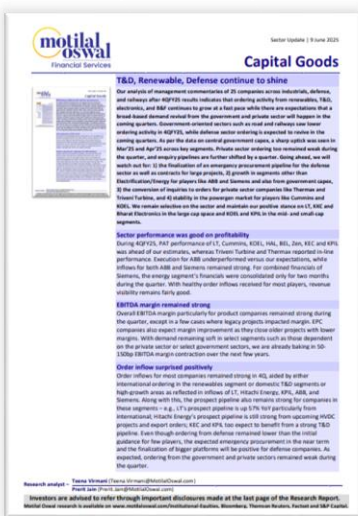 motilal oswal
Financial Services
Sector Update | 9 June 2025
Capital Goods
T&D, Renewable, Defense continue to shine
Our analysis of management commentaries of 25 companies across industrials, defense,
and railways after 4QFY25 results indicates that ordering activity from renewables, T&D,
electronics, and B&F continues to grow at a fast pace while there are expectations that a
broad-based demand revival from the government and private sector will happen in the
coming quarters. Government-oriented sectors such as road and railways saw lower
ordering activity in 4QFY25, while defense sector ordering is expected to revive in the
coming quarters. As per the data on central government capex, a sharp uptick was seen in
Mar'25 and Apr'25 across key segments. Private sector ordering too remained weak during
the quarter, and enquiry pipelines are further shifted by a quarter. Going ahead, we will
watch out for: 1) the finalization of an emergency procurement pipeline for the defense
sector as well as contracts for large projects, 2) growth in segments other than
Electrification/Energy for players like ABB and Siemens and also from government capex,
3) the conversion of inquiries to orders for private sector companies like Thermax and
Triveni Turbine, and 4) stability in the powergen market for players like Cummins and
KOEL. We remain selective on the sector and maintain our positive stance on LT, KEC and
Bharat Electronics in the large-cap space and KOEL and KPIL in the mid- and small-cap
segments.
Sector performance was good on profitability
During 4QFY25, PAT performance of LT, Cummins, KOEL, HAL, BEL, Zen, KEC and KPIL
was ahead of our estimates, whereas Triveni Turbine and Thermax reported in-line
performance. Execution for ABB underperformed versus our expectations, while
inflows for both ABB and Siemens remained strong. For combined financials of
Siemens, the energy segment's financials were consolidated only for two months
during the quarter. With healthy order inflows received for most players, revenue
visibility remains fairly good.
EBITDA margin remained strong
Overall EBITDA margin particularly for product companies remained strong during the
quarter, except in a few cases where legacy projects impacted margin. EPC
companies also expect margin improvement as they close older projects with lower
margins. With demand remaining soft in select segments such as those dependent
on the private sector or select government sectors, we are already baking in 50-
150bp EBITDA margin contraction over the next few years.
Order inflow surprised positively
Order inflows for most companies remained strong in 4Q, aided by either
international ordering in the renewables segment or domestic T&D segments or
high-growth areas as reflected in inflows of LT, Hitachi Energy, KPIL, ABB, and
Siemens. Along with this, the prospect pipeline also remains strong for companies in
these segments – e.g., LT's prospect pipeline is up 57% YoY particularly from
international; Hitachi Energy's prospect pipeline is still strong from upcoming HVDC
projects and export orders; KEC and KPIL too expect to benefit from a strong T&D
pipeline. Even though ordering from defense remained lower than the initial
guidance for few players, the expected emergency procurement in the near term
and the finalization of bigger platforms will be positive for defense companies. As
expected, ordering from the government and private sectors remained weak during
the quarter.
Research analyst – Teena Virmani (Teena.Virmani@MotilalOswal.com)
Prerit Jain (Prerit.Jain@MotilalOswal.com)
Investors are advised to refer through important disclosures made at the last page of the Research Report.
Motilal Oswal research is available on www.motilaloswal.com/Institutional-Equities, Bloomberg, Thomson Reuters, Factset and S&P Capital.